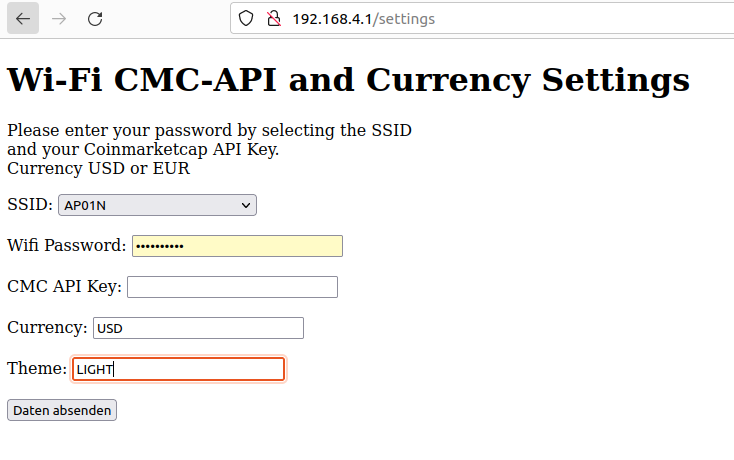 192.168.4.1/settings
Wi-Fi CMC-API and Currency Settings
Please enter your password by selecting the SSID
and your Coinmarketcap API Key.
Currency USD or EUR
SSID: AP01N
Wifi Password: ••••••••••
CMC API Key:
Currency: USD
Theme: LIGHT
Daten absenden